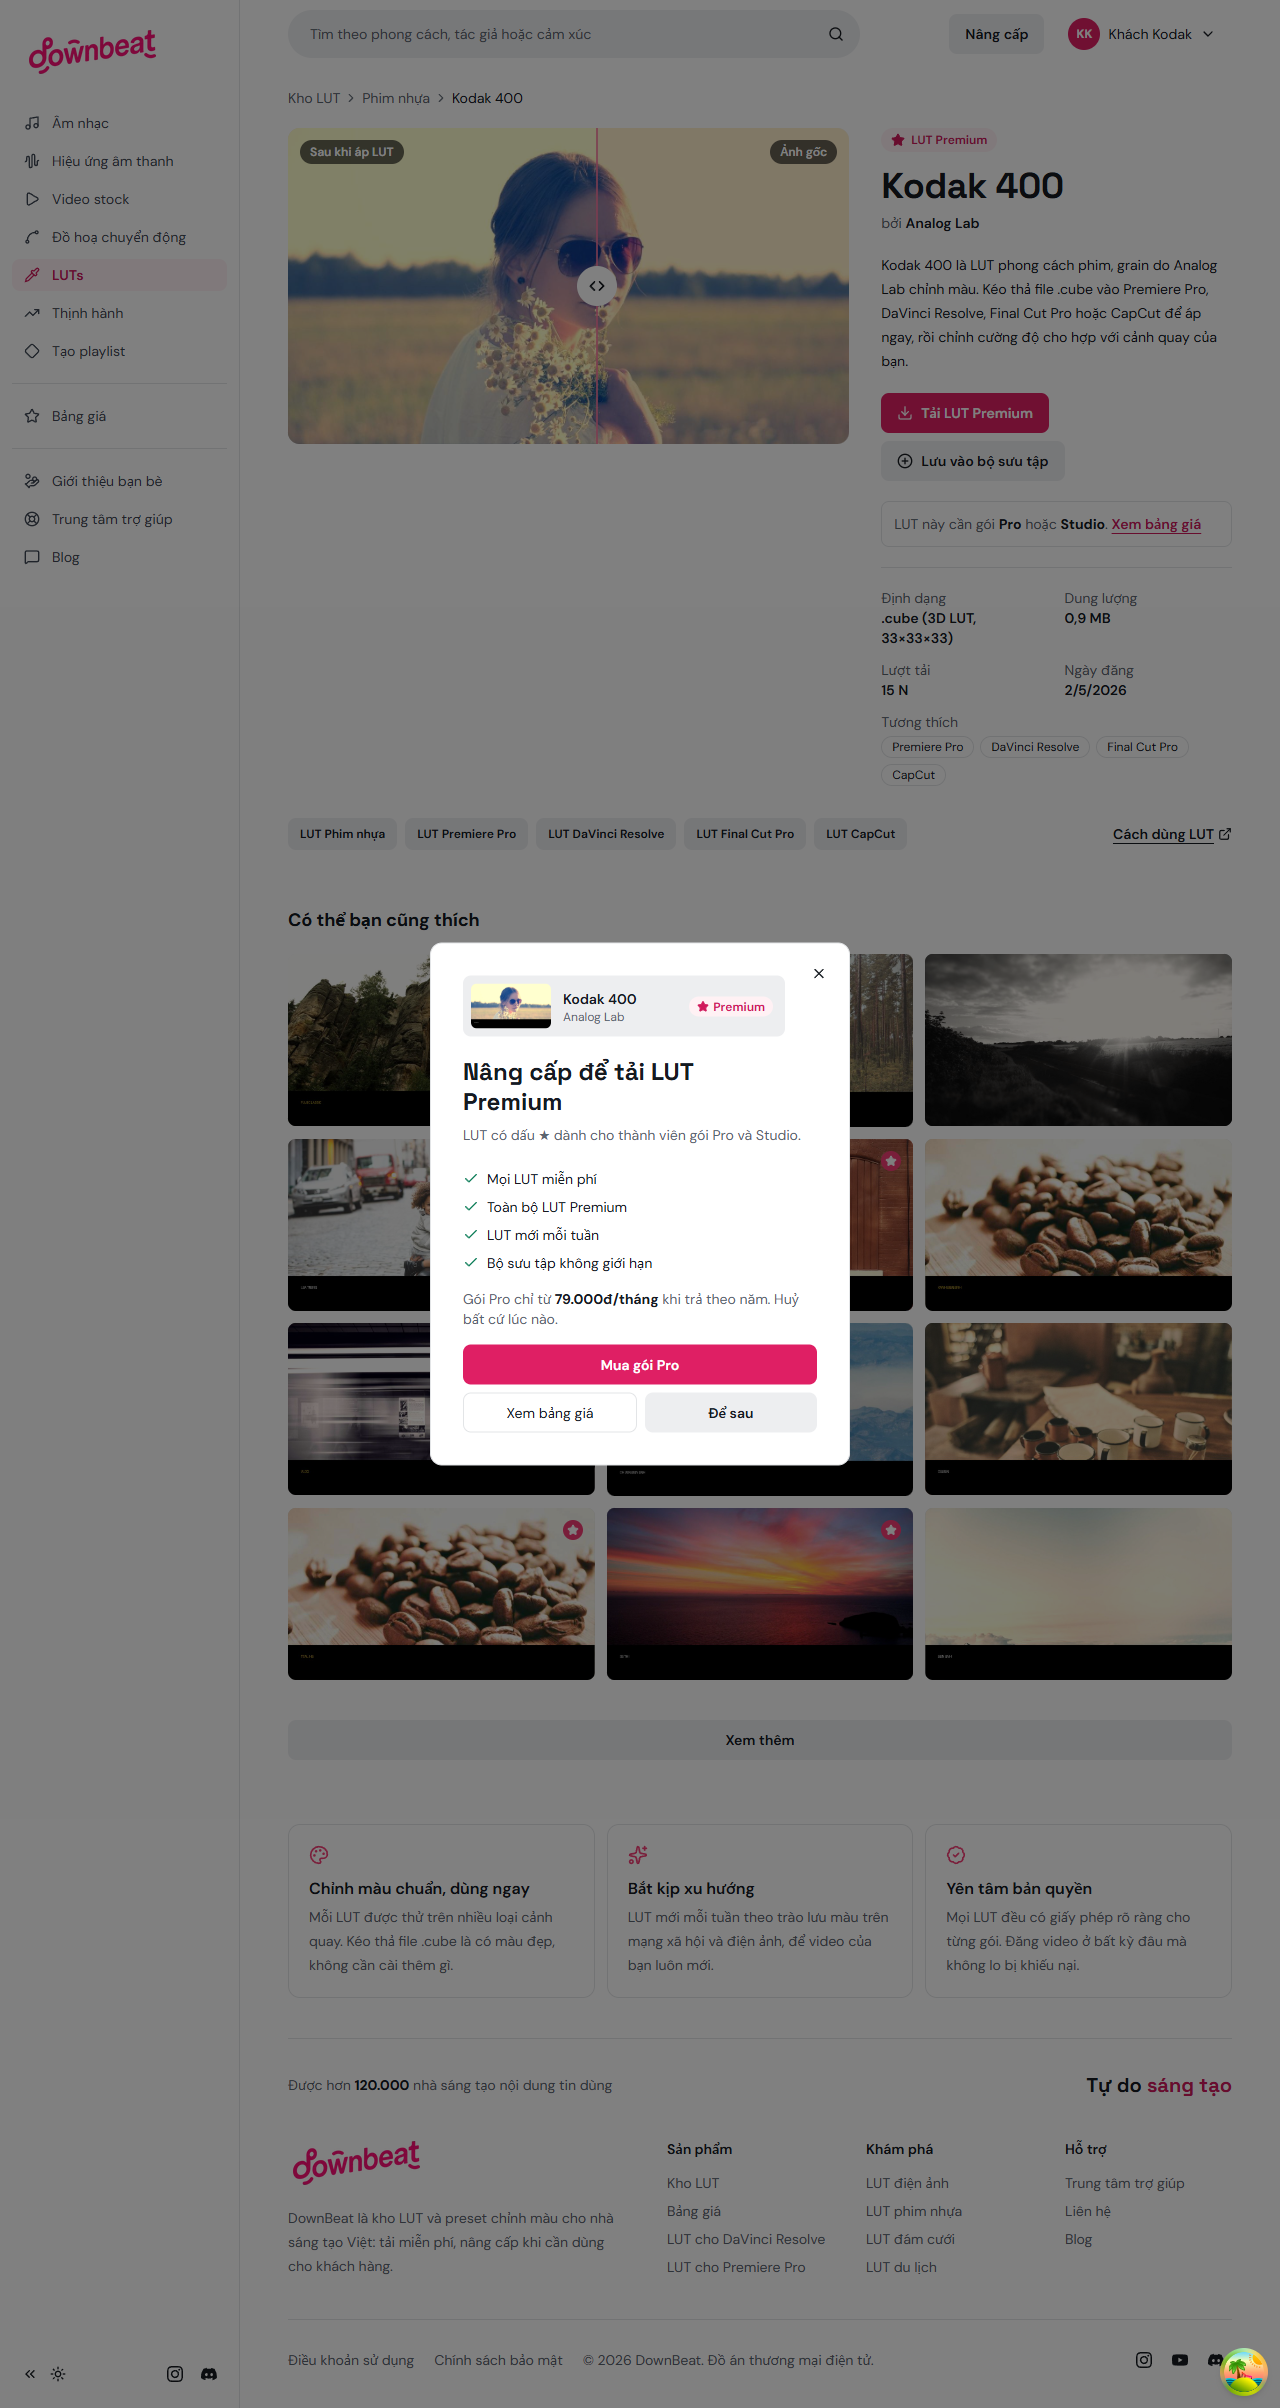 downbeat
Tìm theo phong cách, tác giả hoặc cảm xúc
Nâng cấp
KK
Khách Kodak
Âm nhạc
Hiệu ứng âm thanh
Video stock
Đồ hoạ chuyển động
LUTs
Thịnh hành
Tạo playlist
Bảng giá
Giới thiệu bạn bè
Trung tâm trợ giúp
Blog
Kho LUT > Phim nhựa > Kodak 400
Sau khi áp LUT
Ảnh gốc
LUT Premium
Kodak 400
bởi Analog Lab
Kodak 400 là LUT phong cách phim, grain do Analog
Lab chỉnh màu. Kéo thả file .cube vào Premiere Pro,
DaVinci Resolve, Final Cut Pro hoặc CapCut để áp
ngay, rồi chỉnh cường độ cho hợp với cảnh quay của
bạn.
Tải LUT Premium
Lưu vào bộ sưu tập
LUT này cần gói Pro hoặc Studio. Xem bảng giá
Định dạng
.cube (3D LUT,
33×33×33)
Dung lượng
0,9 MB
Lượt tải
15 N
Ngày đăng
2/5/2026
Tương thích
Premiere Pro
DaVinci Resolve
Final Cut Pro
CapCut
LUT Phim nhựa
LUT Premiere Pro
LUT DaVinci Resolve
LUT Final Cut Pro
LUT CapCut
Cách dùng LUT
Có thể bạn cũng thích
Kodak 400
Analog Lab
★ Premium
Nâng cấp để tải LUT
Premium
LUT có dấu ★ dành cho thành viên gói Pro và Studio.
Mọi LUT miễn phí
Toàn bộ LUT Premium
LUT mới mỗi tuần
Bộ sưu tập không giới hạn
Gói Pro chỉ từ 79.000đ/tháng khi trả theo năm. Huỷ
bất cứ lúc nào.
Mua gói Pro
Xem bảng giá
Để sau
Xem thêm
Chỉnh màu chuẩn, dùng ngay
Mỗi LUT được thử trên nhiều loại cảnh
quay. Kéo thả file .cube là có màu đẹp,
không cần cài thêm gì.
Bắt kịp xu hướng
LUT mới mỗi tuần theo trào lưu màu trên
mạng xã hội và điện ảnh, để video của
bạn luôn mới.
Yên tâm bản quyền
Mọi LUT đều có giấy phép rõ ràng cho
từng gói. Đăng video ở bất kỳ đâu mà
không lo bị khiếu nại.
Được hơn 120.000 nhà sáng tạo nội dung tin dùng
Tự do sáng tạo
downbeat
DownBeat là kho LUT và preset chỉnh màu cho nhà
sáng tạo Việt: tải miễn phí, nâng cấp khi cần dùng
cho khách hàng.
Sản phẩm
Kho LUT
Bảng giá
LUT cho DaVinci Resolve
LUT cho Premiere Pro
Khám phá
LUT điện ảnh
LUT phim nhựa
LUT đám cưới
LUT du lịch
Hỗ trợ
Trung tâm trợ giúp
Liên hệ
Blog
Điều khoản sử dụng
Chính sách bảo mật
© 2026 DownBeat. Đồ án thương mại điện tử.